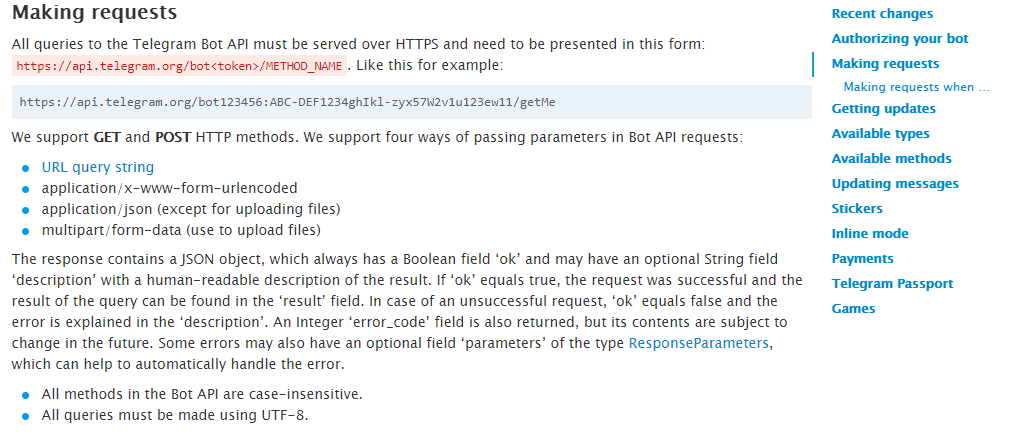 Making requests
All queries to the Telegram Bot API must be served over HTTPS and need to be presented in this form:
https://api.telegram.org/bot<token>/METHOD_NAME. Like this for example:
https://api.telegram.org/bot123456:ABC-DEF1234ghIkl-zyx57W2v1u123ew11/getMe
We support GET and POST HTTP methods. We support four ways of passing parameters in Bot API requests:
URL query string
application/x-www-form-urlencoded
application/json (except for uploading files)
multipart/form-data (use to upload files)
The response contains a JSON object, which always has a Boolean field ‘ok’ and may have an optional String field
‘description’ with a human-readable description of the result. If ‘ok’ equals true, the request was successful and the
result of the query can be found in the ‘result’ field. In case of an unsuccessful request, ‘ok’ equals false and the
error is explained in the ‘description’. An Integer ‘error_code’ field is also returned, but its contents are subject to
change in the future. Some errors may also have an optional field ‘parameters’ of the type ResponseParameters,
which can help to automatically handle the error.
All methods in the Bot API are case-insensitive.
All queries must be made using UTF-8.
Recent changes
Authorizing your bot
Making requests
Making requests when ...
Getting updates
Available types
Available methods
Updating messages
Stickers
Inline mode
Payments
Telegram Passport
Games